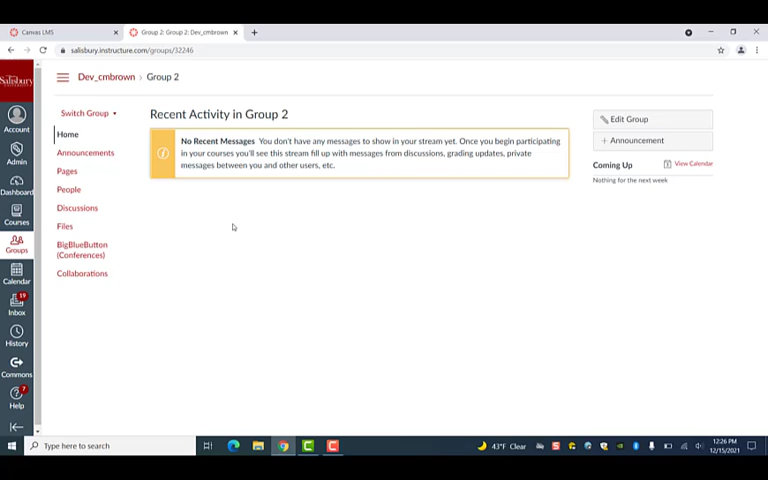 Canvas LMS
Group 2: Group 2: Dev_cmbrown
salisbury.instructure.com/groups/32246
Salisbury
Dev_cmbrown › Group 2
Switch Group
Recent Activity in Group 2
No Recent Messages You don't have any messages to show in your stream yet. Once you begin participating
in your courses you'll see this stream fill up with messages from discussions, grading updates, private
messages between you and other users, etc.
Edit Group
+ Announcement
Coming Up
View Calendar
Nothing for the next week
Home
Announcements
Pages
People
Discussions
Files
BigBlueButton
(Conferences)
Collaborations
Account
Admin
Dashboard
Courses
Groups
Calendar
19
Inbox
History
Commons
7
Help
Type here to search
43°F Clear
12:26 PM
12/15/2021